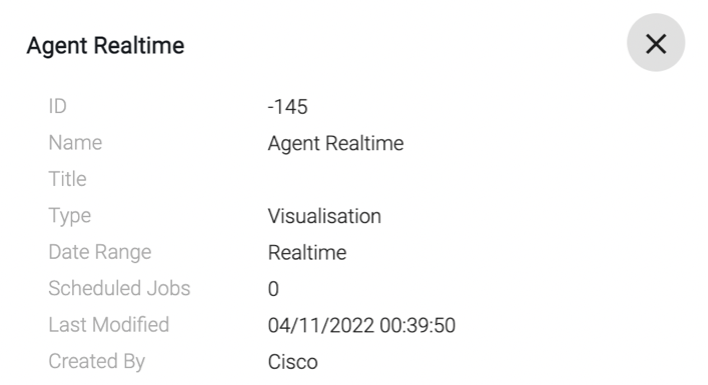 Agent Realtime
ID -145
Name Agent Realtime
Title
Type Visualisation
Date Range Realtime
Scheduled Jobs 0
Last Modified 04/11/2022 00:39:50
Created By Cisco